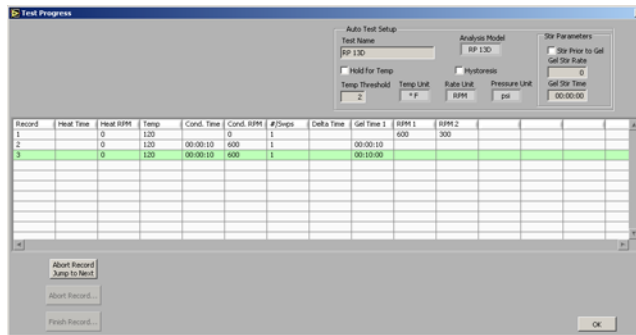 Test Progress
Auto Test Setup
Test Name
RP 13D
Analysis Model
RP 13D
Hold for Temp
Hysteresis
Temp Threshold Temp Unit Rate Unit Pressure Unit
2 °F RPM psi
Stir Parameters
Stir Prior to Gel
Gel Stir Rate
0
Gel Stir Time
00:00:00
Record Heat Time Heat RPM Temp Cond. Time Cond. RPM #/Swps Delta Time Gel Time 1 RPM 1 RPM 2
1 0 120 0 1 600 300
2 0 120 00:00:10 600 1 00:00:10
3 0 120 00:00:10 600 1 00:10:00
Abort Record
Jump to Next
Abort Record...
Finish Record...
OK